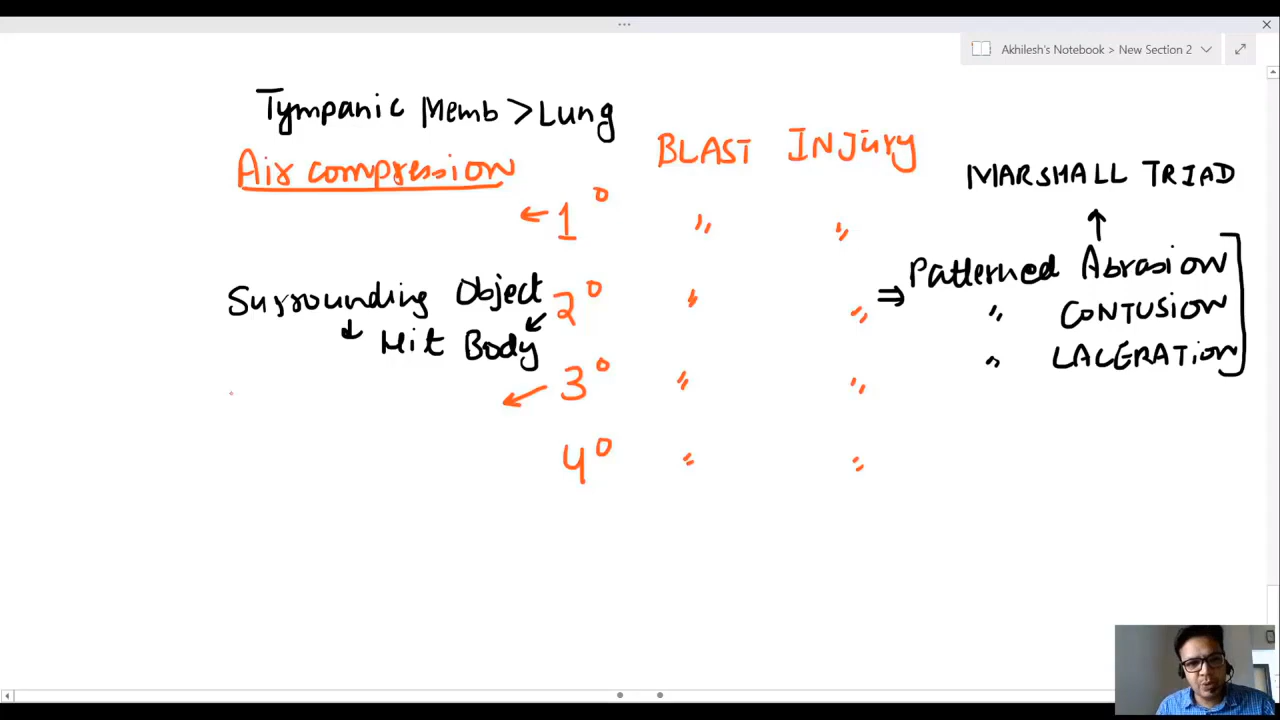 Akhilesh's Notebook > New Section 2
Tympanic Memb > Lung
Air compression
BLAST INJury
MARSHALL TRIAD
1° " "
Surrounding Object
Hit Body
2° " "
⇒ Patterned Abrasion
" CONTUSION
" LACERATION
3° " "
4° " "